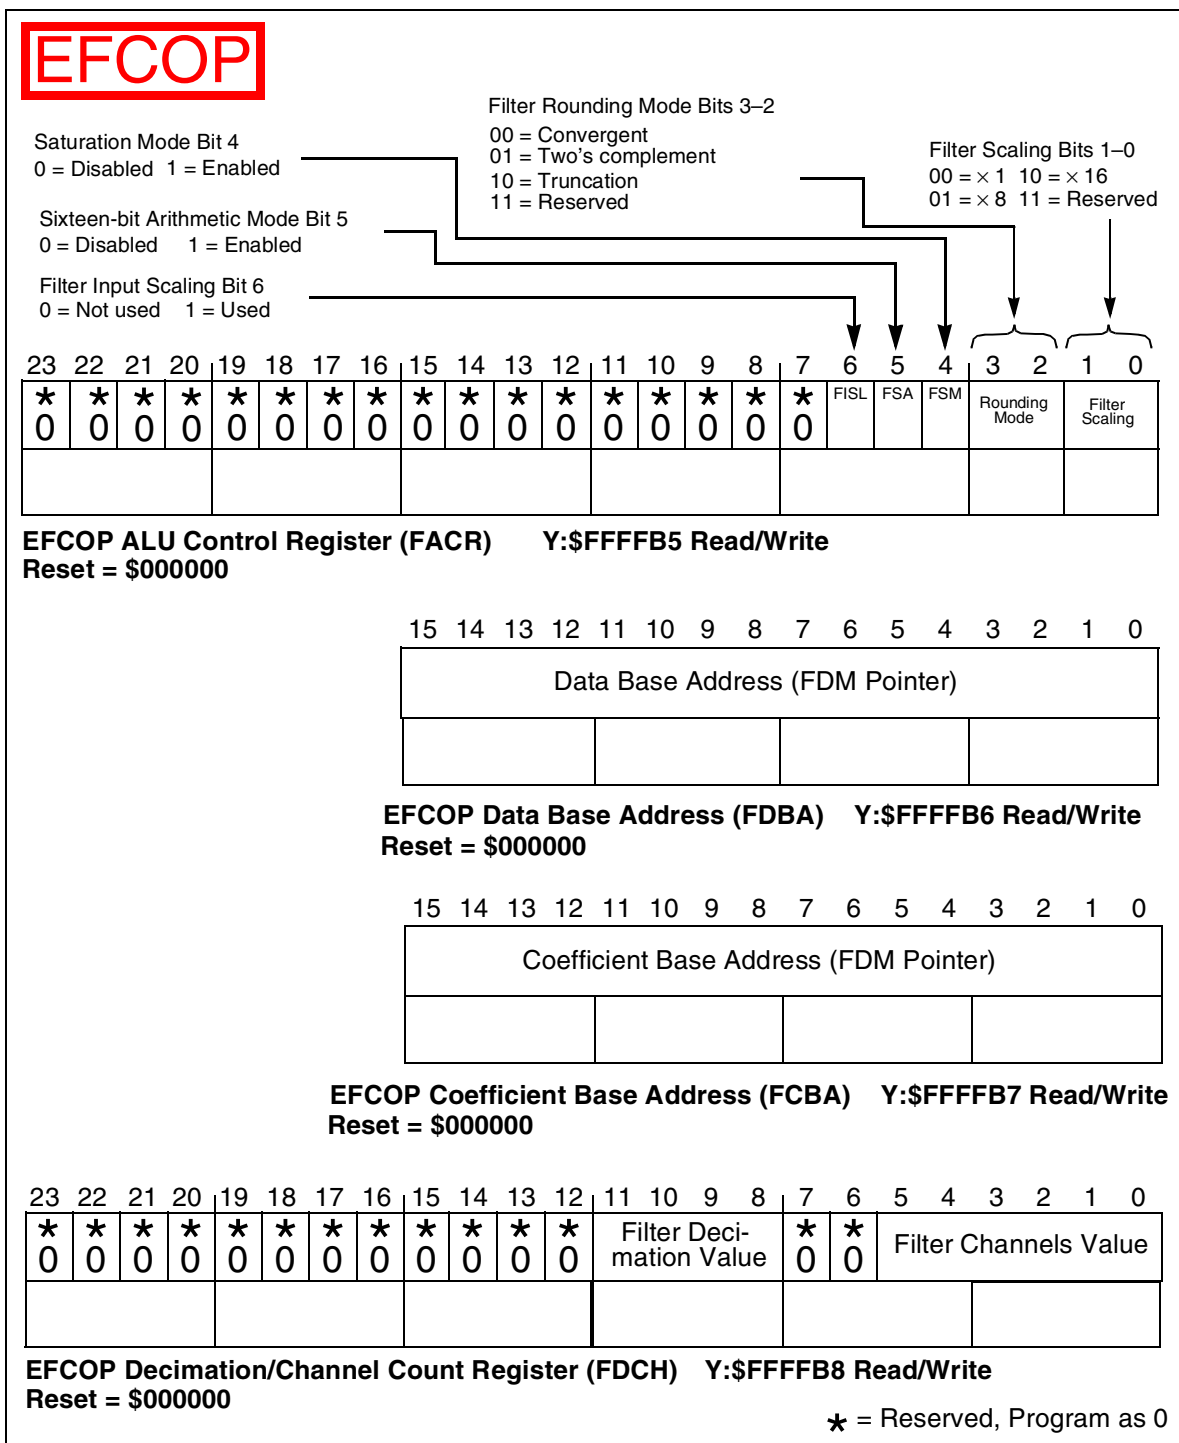 EFCOP
Filter Rounding Mode Bits 3–2
00 = Convergent
01 = Two's complement
10 = Truncation
11 = Reserved
Saturation Mode Bit 4
0 = Disabled 1 = Enabled
Filter Scaling Bits 1–0
00 = × 1 10 = × 16
01 = × 8 11 = Reserved
Sixteen-bit Arithmetic Mode Bit 5
0 = Disabled 1 = Enabled
Filter Input Scaling Bit 6
0 = Not used 1 = Used
23 22 21 20 19 18 17 16 15 14 13 12 11 10 9 8 7 6 5 4 3 2 1 0
* * * * * * * * * * * * * * * * * FISL FSA FSM Rounding Mode Filter Scaling
0 0 0 0 0 0 0 0 0 0 0 0 0 0 0 0 0
EFCOP ALU Control Register (FACR) Y:$FFFFB5 Read/Write
Reset = $000000
15 14 13 12 11 10 9 8 7 6 5 4 3 2 1 0
Data Base Address (FDM Pointer)
EFCOP Data Base Address (FDBA) Y:$FFFFB6 Read/Write
Reset = $000000
15 14 13 12 11 10 9 8 7 6 5 4 3 2 1 0
Coefficient Base Address (FDM Pointer)
EFCOP Coefficient Base Address (FCBA) Y:$FFFFB7 Read/Write
Reset = $000000
23 22 21 20 19 18 17 16 15 14 13 12 11 10 9 8 7 6 5 4 3 2 1 0
* * * * * * * * * * * * Filter Deci- * * Filter Channels Value
0 0 0 0 0 0 0 0 0 0 0 0 mation Value 0 0
EFCOP Decimation/Channel Count Register (FDCH) Y:$FFFFB8 Read/Write
Reset = $000000
* = Reserved, Program as 0